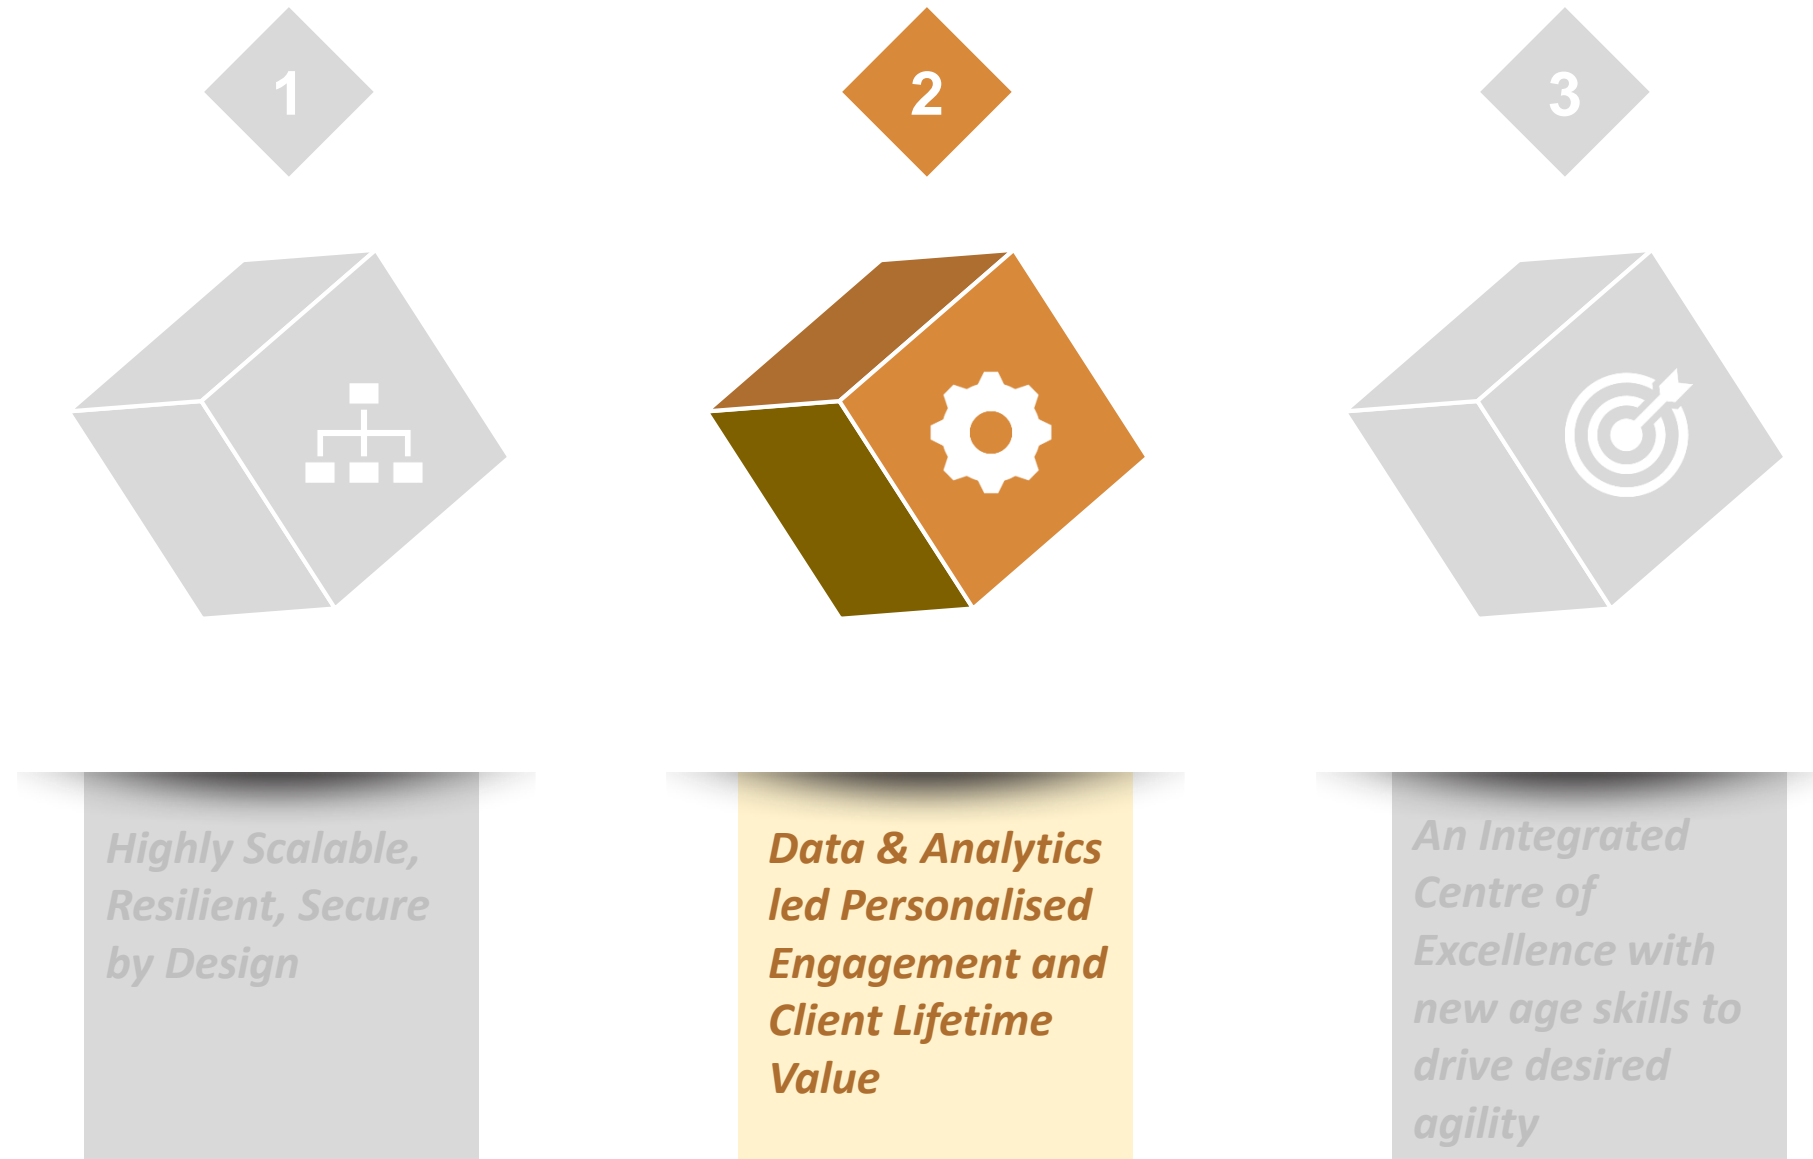 1
2
3
Highly Scalable,
Resilient, Secure
by Design
Data & Analytics
led Personalised
Engagement and
Client Lifetime
Value
An Integrated
Centre of
Excellence with
new age skills to
drive desired
agility